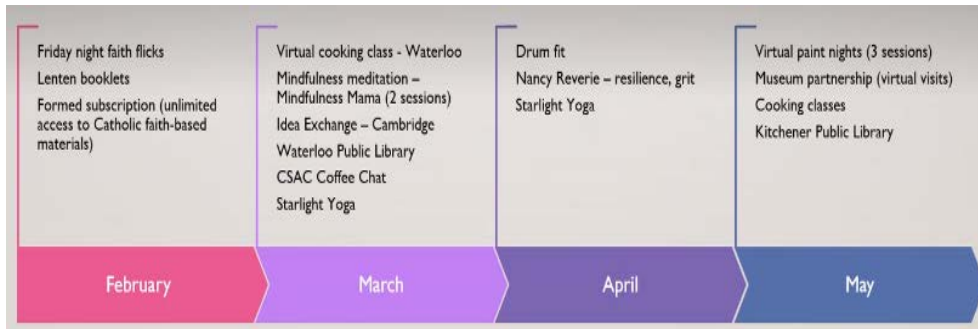 Friday night faith flicks
Lenten booklets
Formed subscription (unlimited
access to Catholic faith-based
materials)
Virtual cooking class - Waterloo
Mindfulness meditation –
Mindfulness Mama (2 sessions)
Idea Exchange – Cambridge
Waterloo Public Library
CSAC Coffee Chat
Starlight Yoga
Drum fit
Nancy Reverie – resilience, grit
Starlight Yoga
Virtual paint nights (3 sessions)
Museum partnership (virtual visits)
Cooking classes
Kitchener Public Library
February
March
April
May